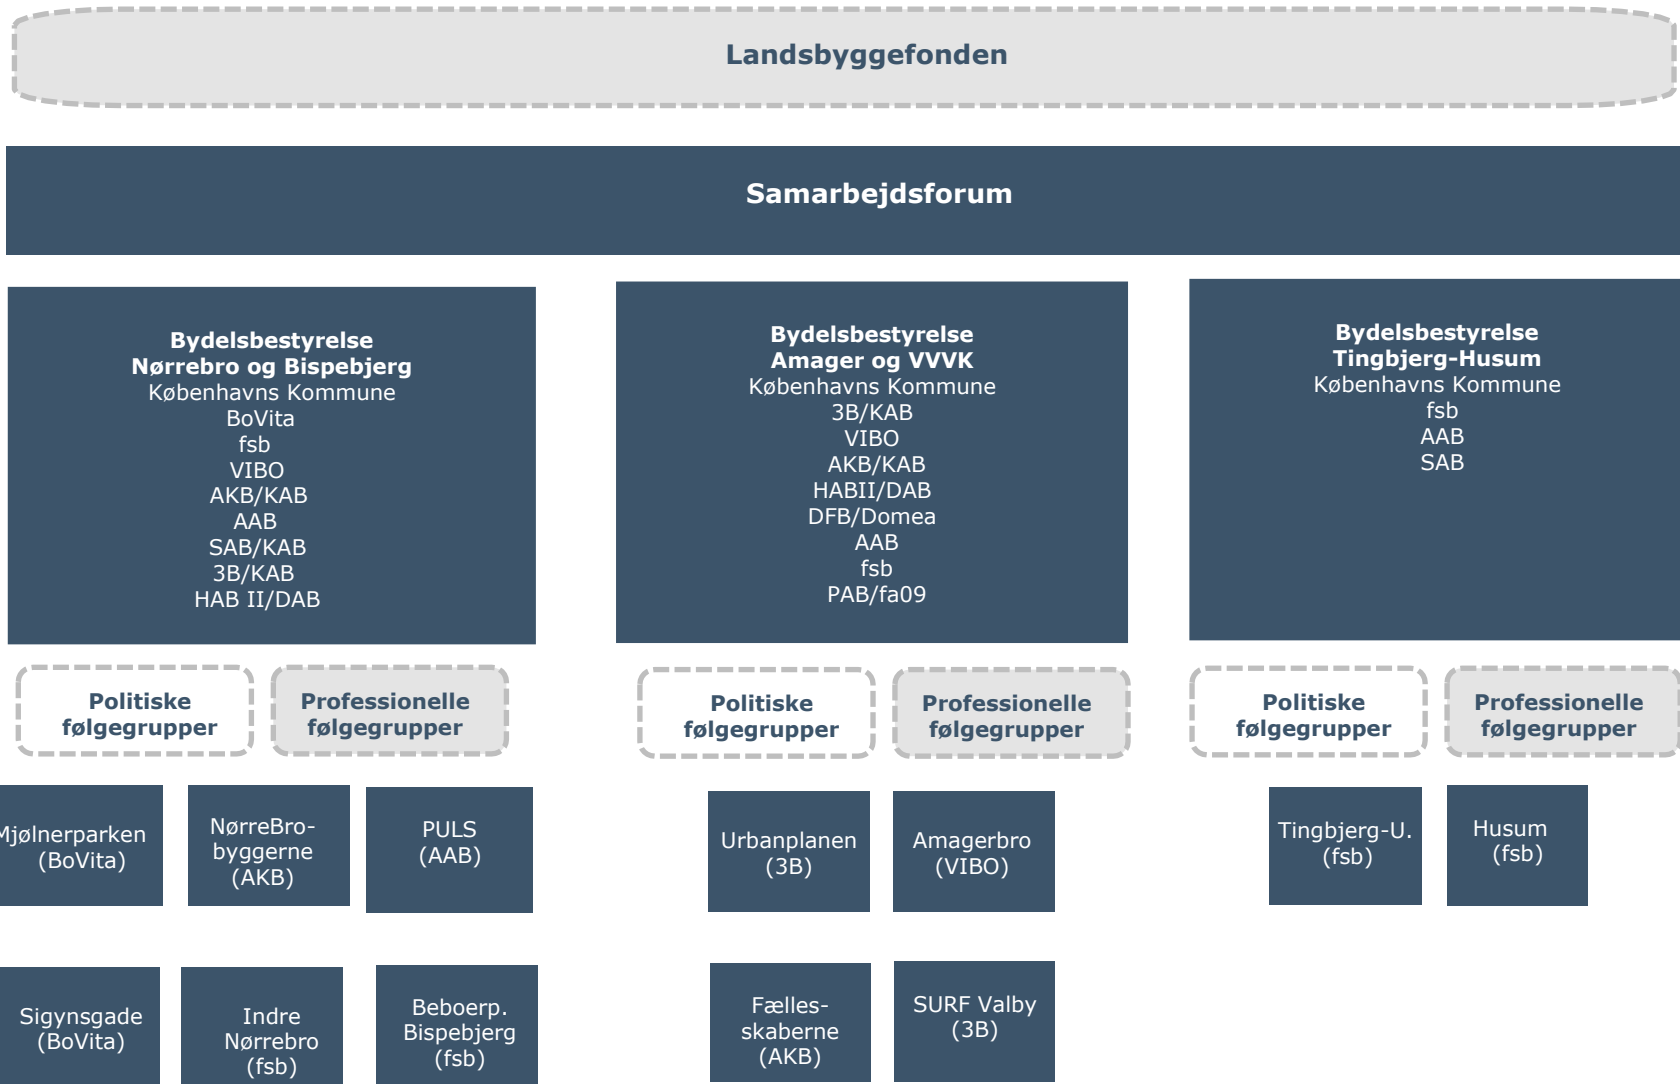 Landsbyggefonden
Samarbejdsforum
Bydelsbestyrelse
Nørrebro og Bispebjerg
Københavns Kommune
BoVita
fsb
VIBO
AKB/KAB
AAB
SAB/KAB
3B/KAB
HAB II/DAB
Bydelsbestyrelse
Amager og VVVK
Københavns Kommune
3B/KAB
VIBO
AKB/KAB
HABII/DAB
DFB/Domea
AAB
fsb
PAB/fa09
Bydelsbestyrelse
Tingbjerg-Husum
Københavns Kommune
fsb
AAB
SAB
Politiske
følgegrupper
Professionelle
følgegrupper
Politiske
følgegrupper
Professionelle
følgegrupper
Politiske
følgegrupper
Professionelle
følgegrupper
Mjølnerparken
(BoVita)
NørreBro-
byggerne
(AKB)
PULS
(AAB)
Urbanplanen
(3B)
Amagerbro
(VIBO)
Tingbjerg-U.
(fsb)
Husum
(fsb)
Sigynsgade
(BoVita)
Indre
Nørrebro
(fsb)
Beboerp.
Bispebjerg
(fsb)
Fælles-
skaberne
(AKB)
SURF Valby
(3B)